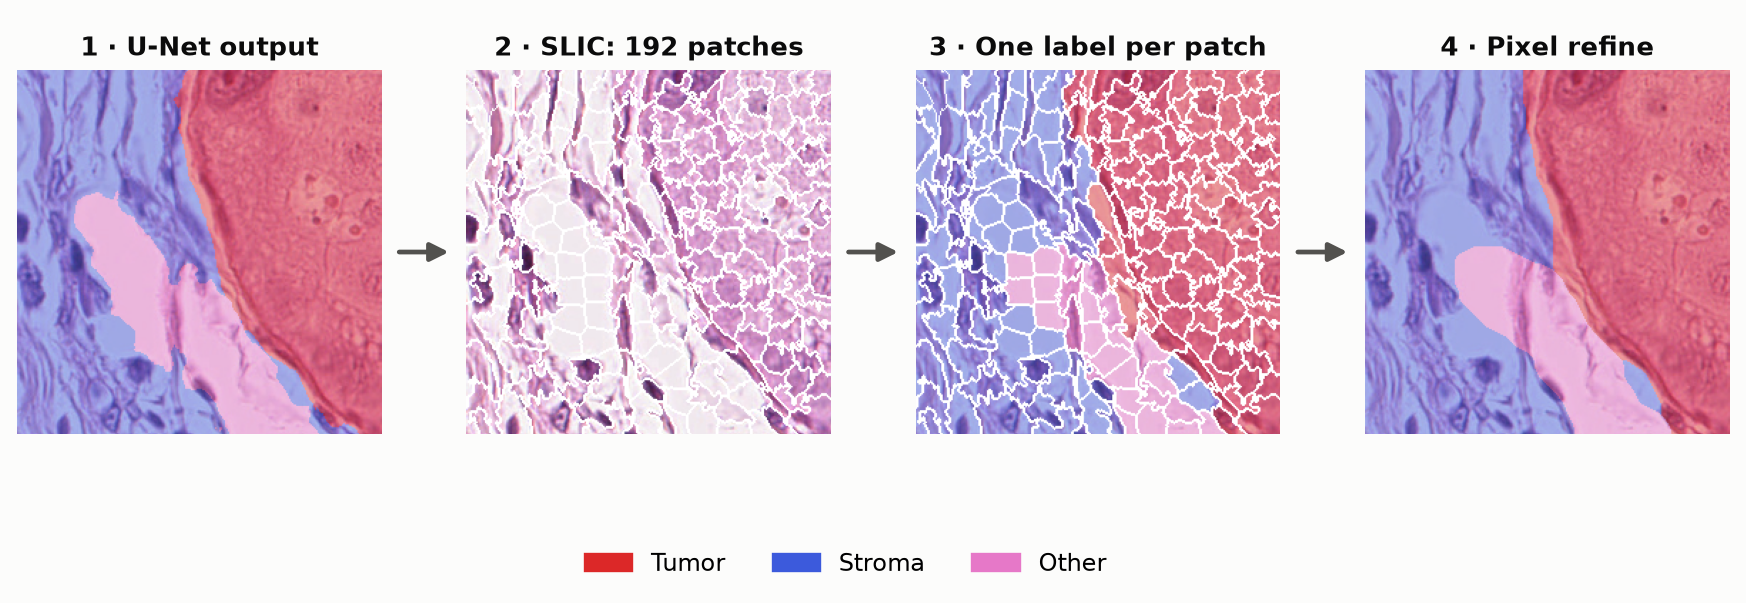 1 · U-Net output
2 · SLIC: 192 patches
3 · One label per patch
4 · Pixel refine
Tumor
Stroma
Other